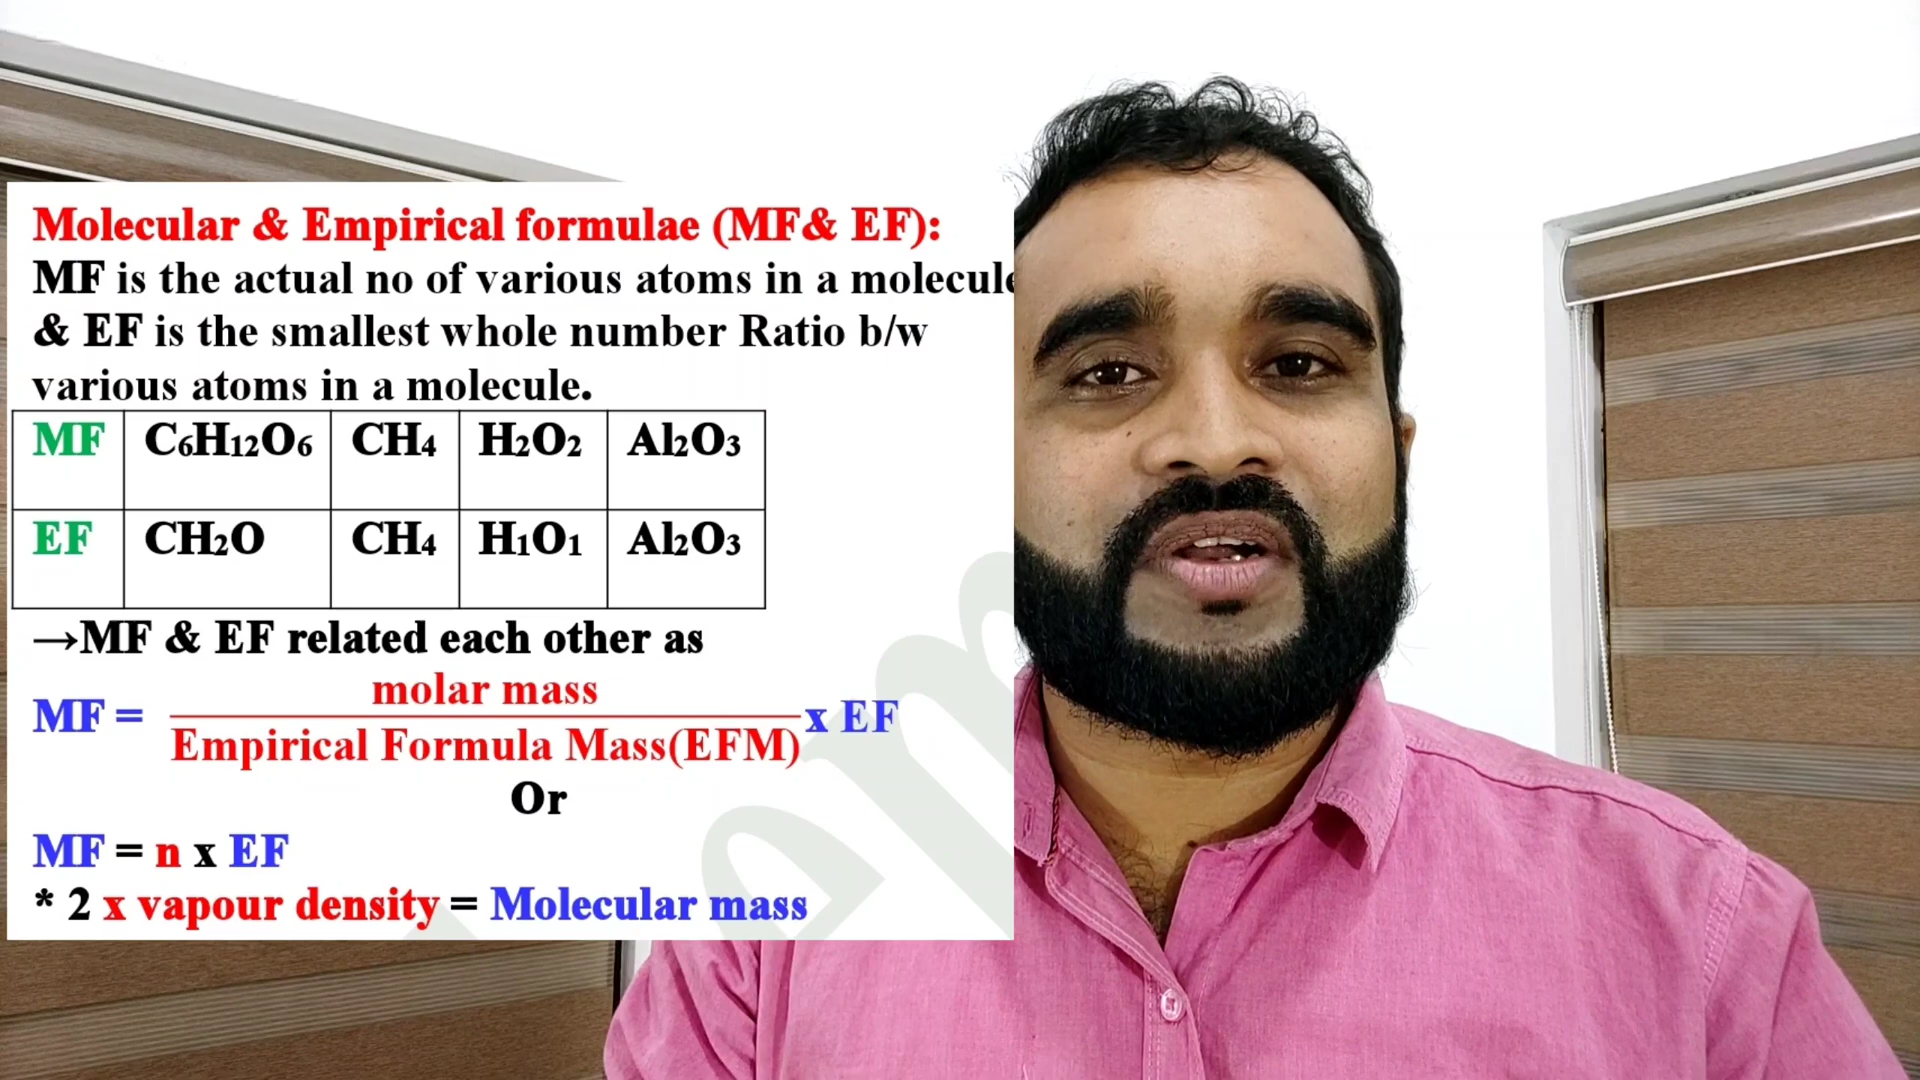 Molecular & Empirical formulae (MF& EF):
MF is the actual no of various atoms in a molecule
& EF is the smallest whole number Ratio b/w
various atoms in a molecule.
MF C₆H₁₂O₆ CH₄ H₂O₂ Al₂O₃
EF CH₂O CH₄ H₁O₁ Al₂O₃
→MF & EF related each other as
molar mass
MF = x EF
Empirical Formula Mass(EFM)
Or
MF = n x EF
* 2 x vapour density = Molecular mass